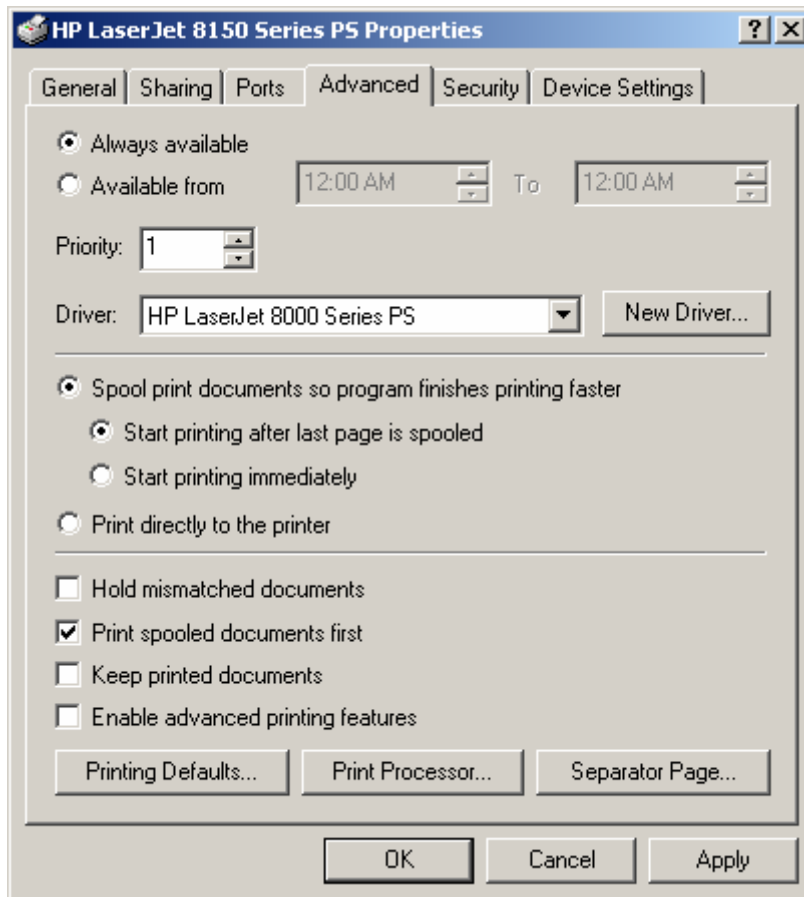 HP LaserJet 8150 Series PS Properties
General Sharing Ports Advanced Security Device Settings
Always available
Available from 12:00 AM To 12:00 AM
Priority: 1
Driver: HP LaserJet 8000 Series PS New Driver...
Spool print documents so program finishes printing faster
Start printing after last page is spooled
Start printing immediately
Print directly to the printer
Hold mismatched documents
Print spooled documents first
Keep printed documents
Enable advanced printing features
Printing Defaults... Print Processor... Separator Page...
OK Cancel Apply